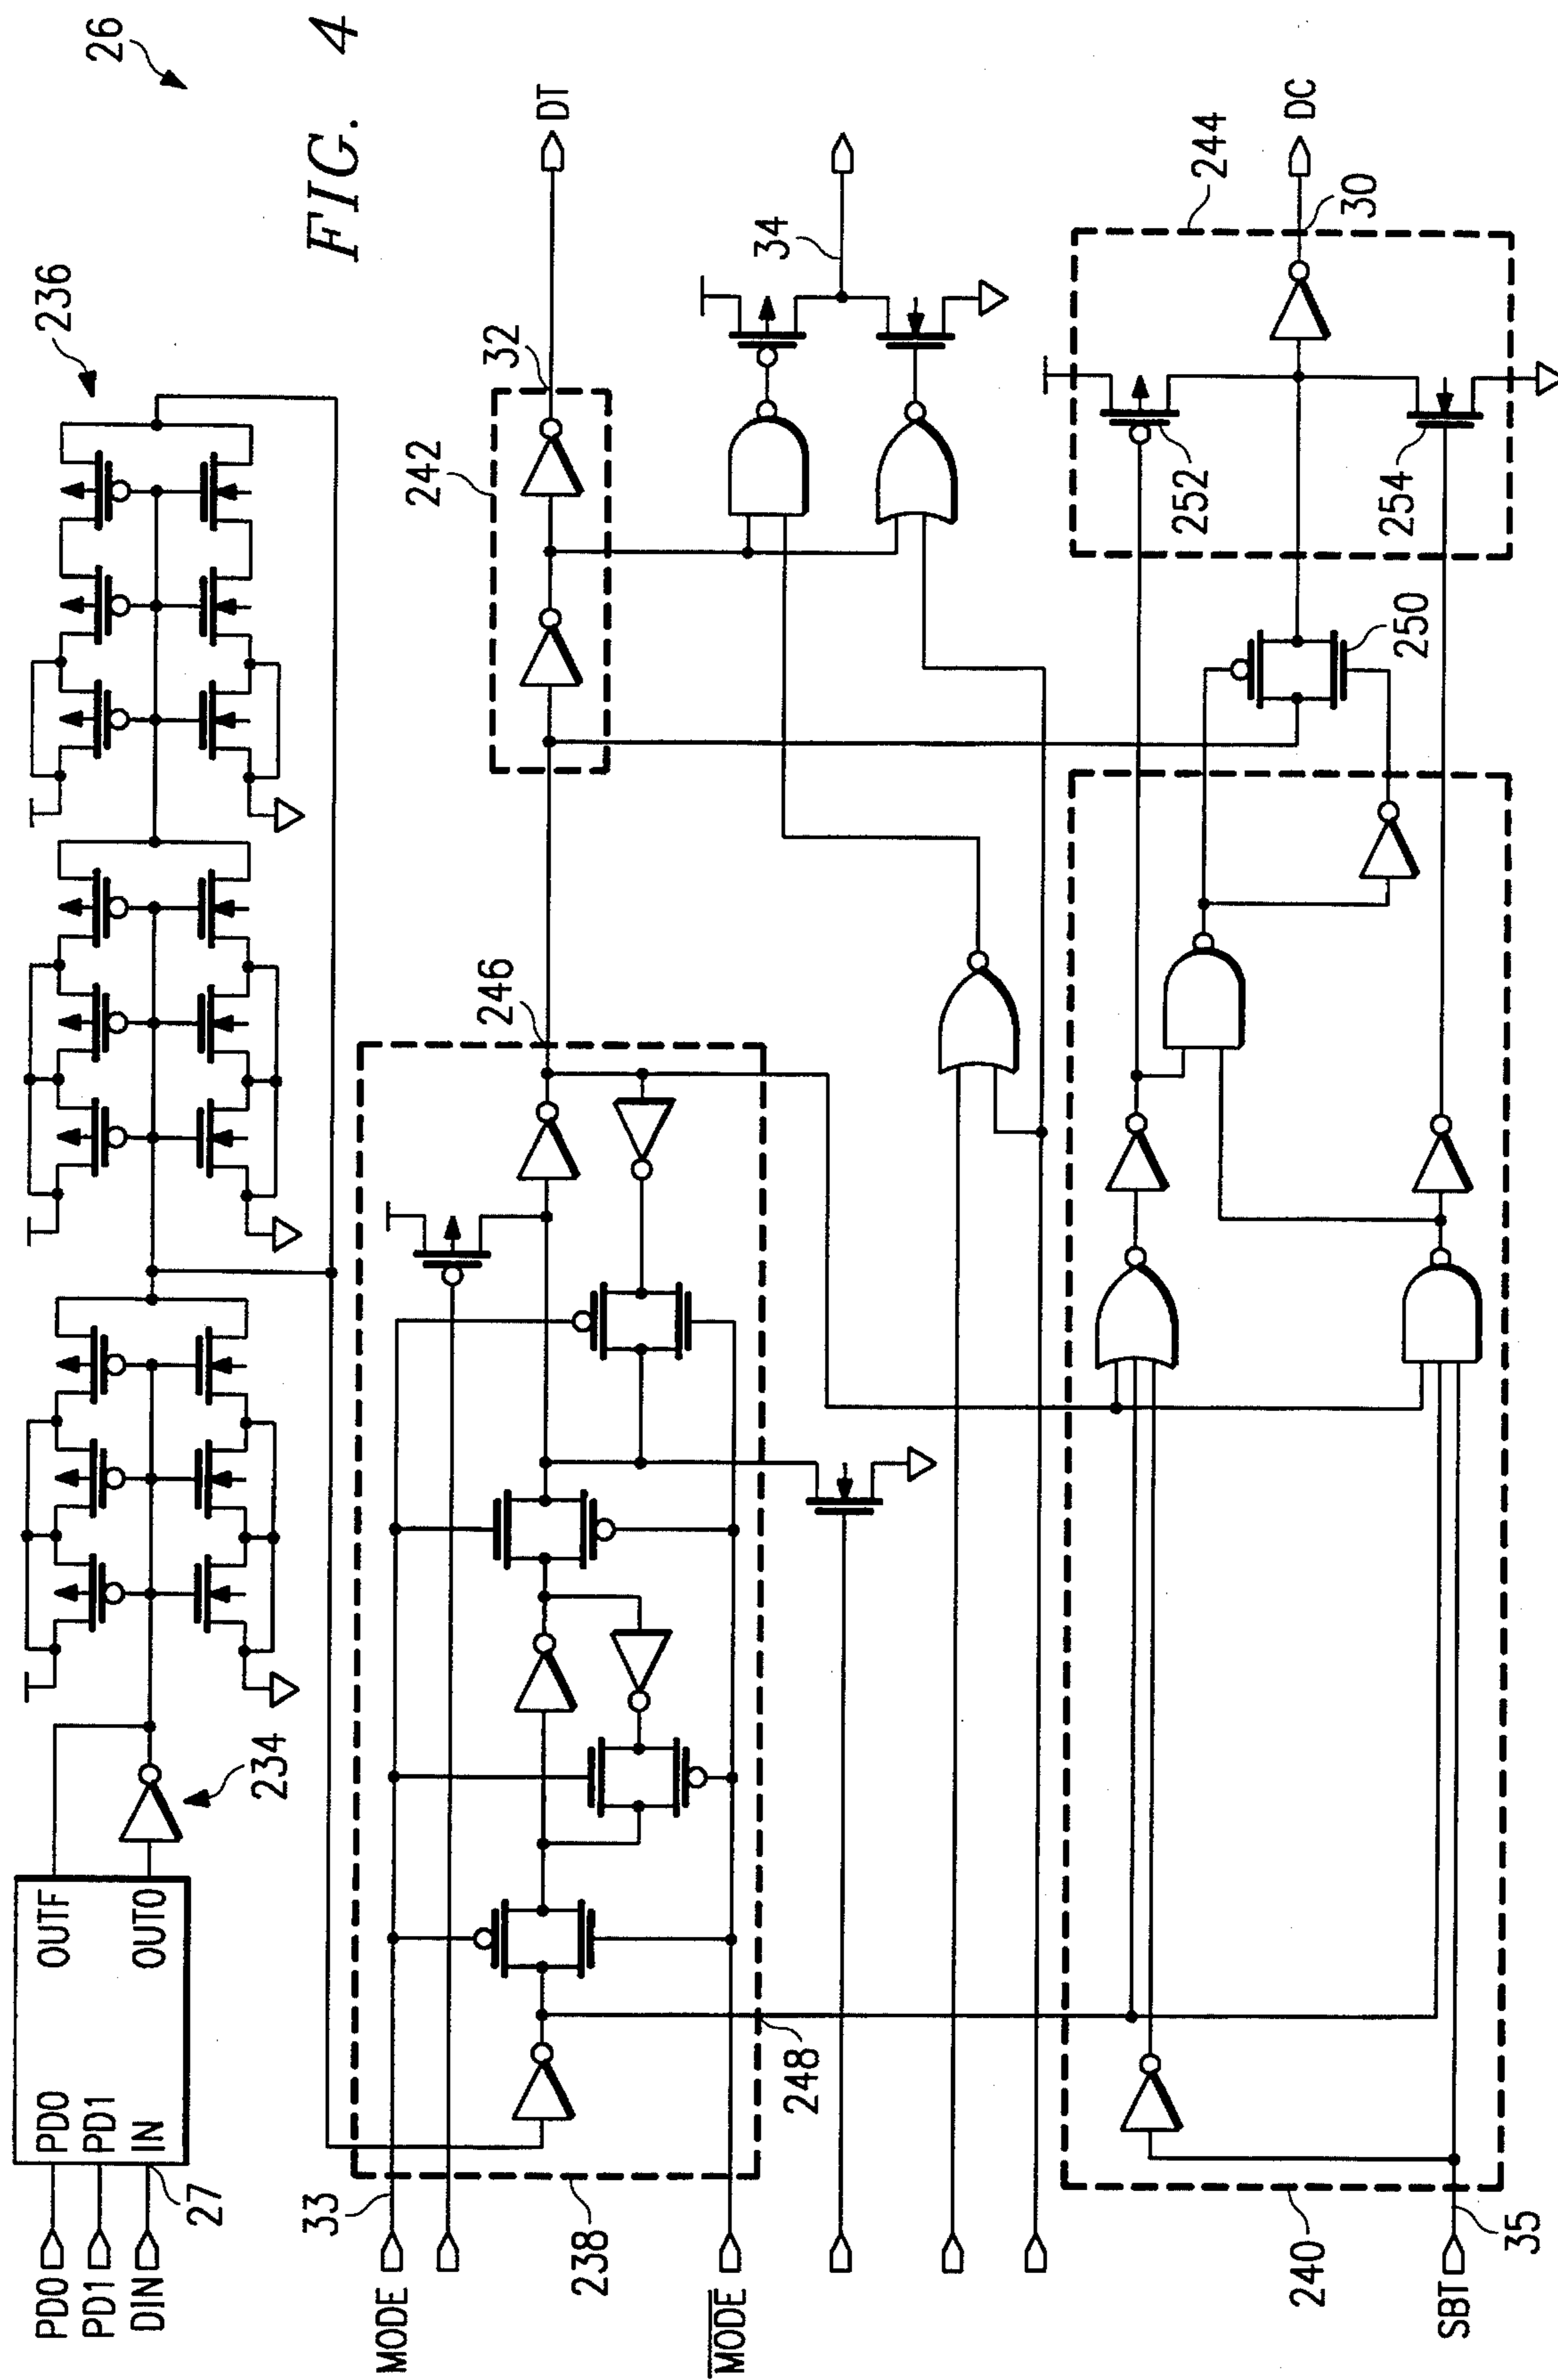 FIG. 4
26
236
PD0
PD1
DIN
PD0
PD1
IN
OUTF
OUT0
27
234
33
MODE
MODE
238
248
246
242
32
DT
34
244
252
254
250
30
DC
240
SBT
35